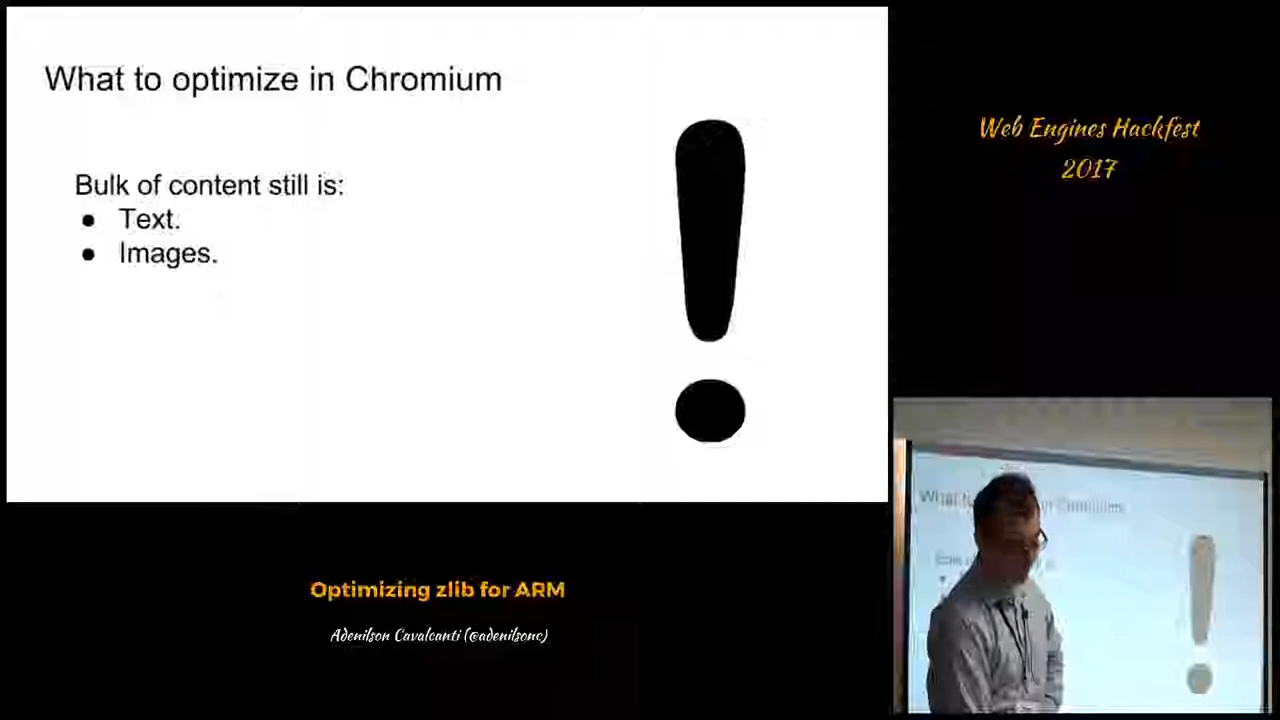 What to optimize in Chromium
Bulk of content still is:
● Text.
● Images.
Web Engines Hackfest
2017
Optimizing zlib for ARM
Adenilson Cavalcanti (@adenilsonc)